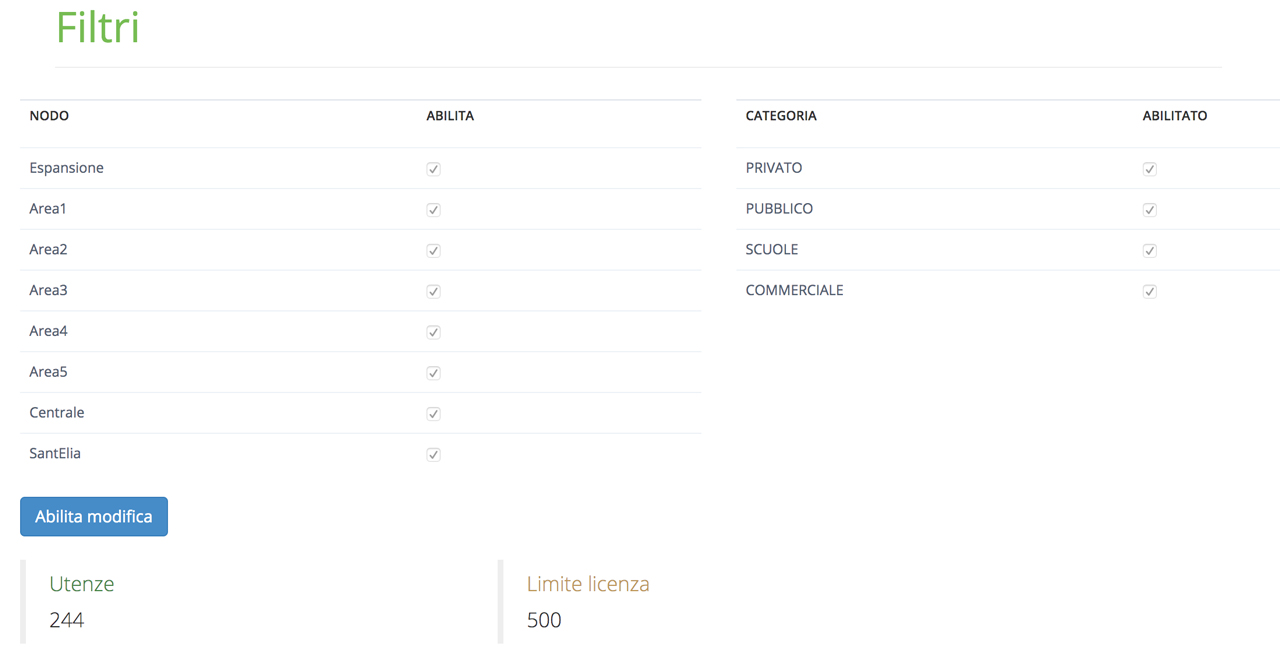 Filtri
NODO ABILITA
Espansione
Area1
Area2
Area3
Area4
Area5
Centrale
SantElia
CATEGORIA ABILITATO
PRIVATO
PUBBLICO
SCUOLE
COMMERCIALE
Abilita modifica
Utenze
244
Limite licenza
500